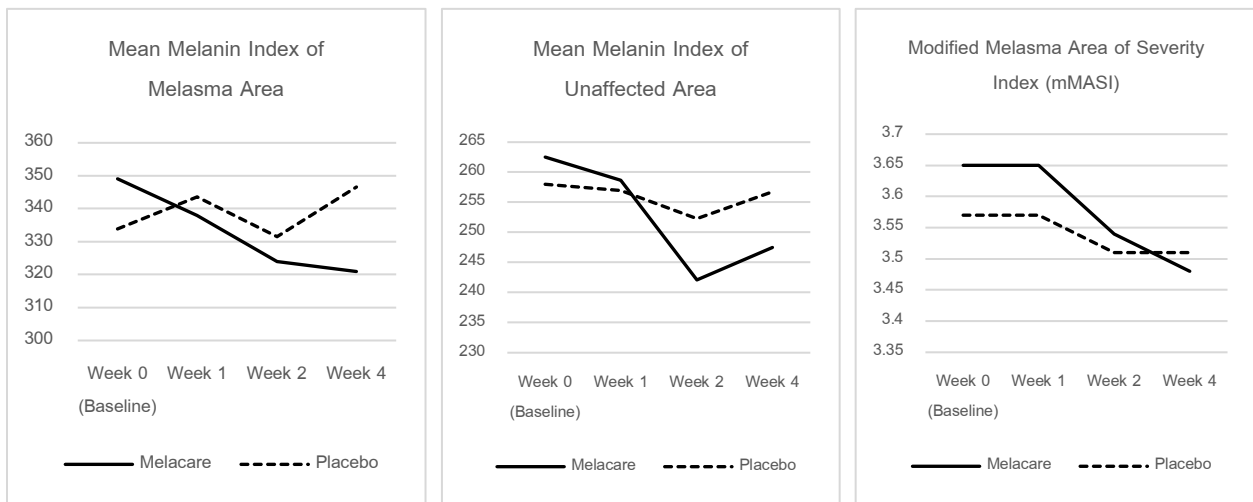 Mean Melanin Index of
Melasma Area
360
350
340
330
320
310
300
Week 0 Week 1 Week 2 Week 4
(Baseline)
Melacare Placebo
Mean Melanin Index of
Unaffected Area
265
260
255
250
245
240
235
230
Week 0 Week 1 Week 2 Week 4
(Baseline)
Melacare Placebo
Modified Melasma Area of Severity
Index (mMASI)
3.7
3.65
3.6
3.55
3.5
3.45
3.4
3.35
Week 0 Week 1 Week 2 Week 4
(Baseline)
Melacare Placebo